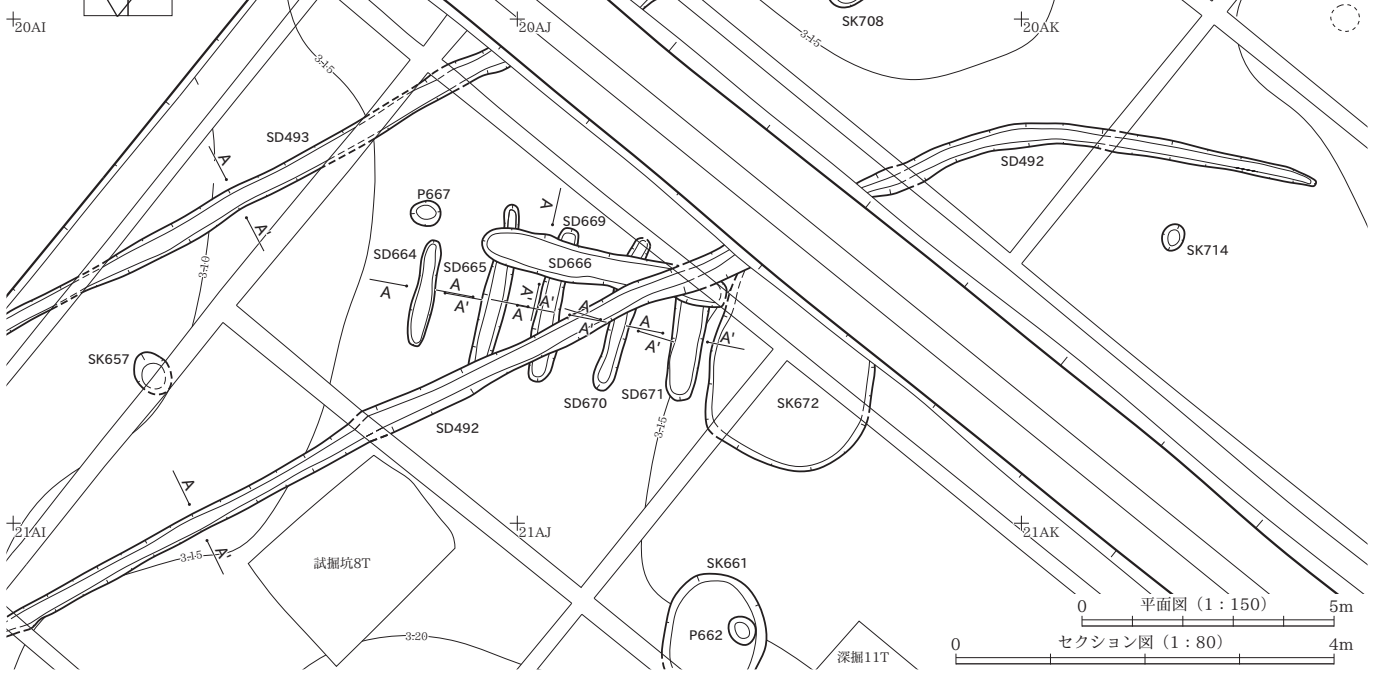 20AI
20AJ
SK708
20AK
3.15
3.15
SD493
A
SD492
P667
A
SD669
A'
SK714
SD664
SD665
SD666
3.10
A
A
A'
A'
A'
A
A
A'
A
A'
A'
SK657
SD671
SD670
SK672
SD492
3.15
A
21AI
21AJ
21AK
3.15
A'
試掘坑8T
SK661
0
平面図（1：150）
5m
P662
3.20
0
セクション図（1：80）
4m
深掘11T